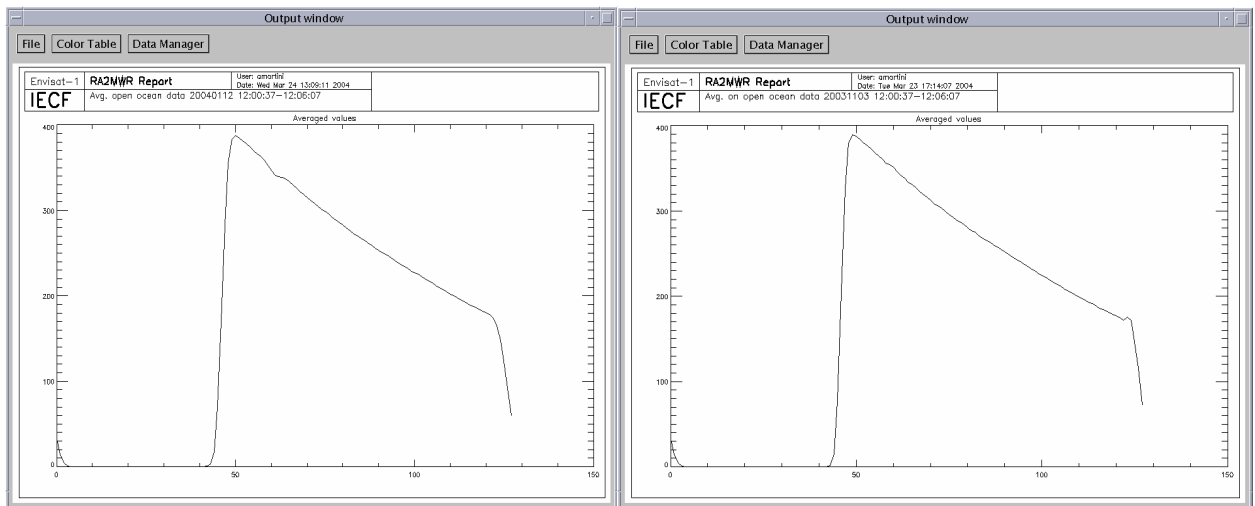 Output window
File Color Table Data Manager
Envisat-1 RA2MWR Report User: amartini
Date: Wed Mar 24 13:09:11 2004
IECF Avg. open ocean data 20040112 12:00:37-12:06:07
Averaged values
400
300
200
100
0
0 50 100 150
Output window
File Color Table Data Manager
Envisat-1 RA2MWR Report User: amartini
Date: Tue Mar 23 17:14:07 2004
IECF Avg. on open ocean data 20031103 12:00:37-12:06:07
Averaged values
400
300
200
100
0
0 50 100 150